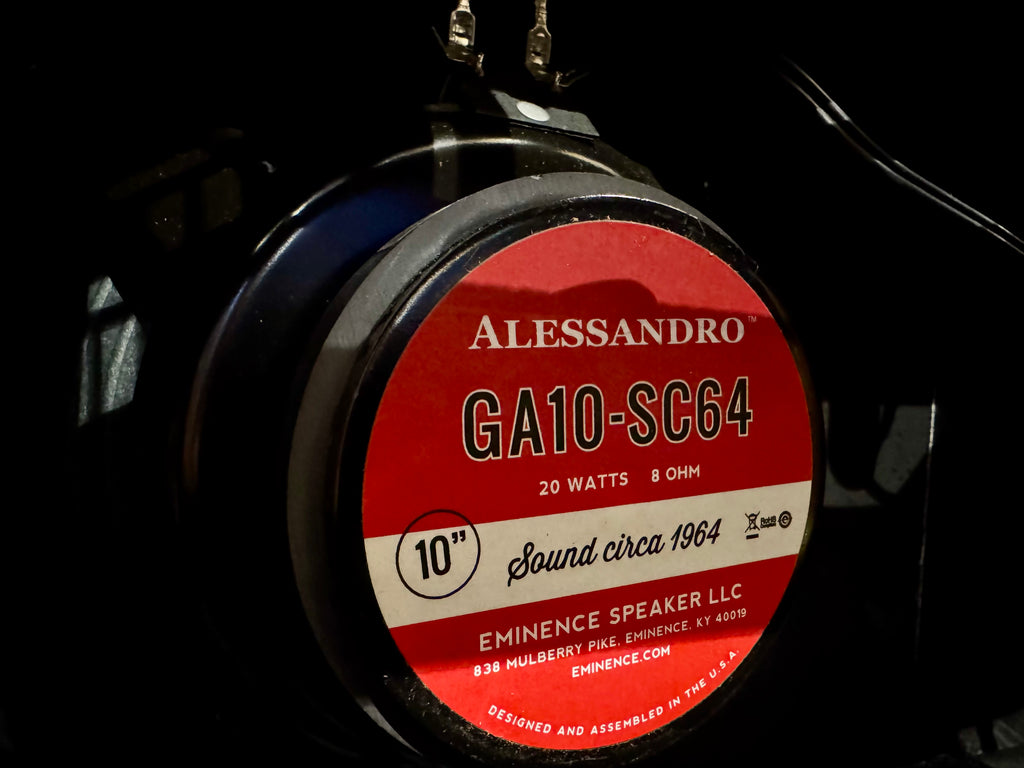 ALESSANDRO™
GA10-SC64
20 WATTS 8 OHM
10”
Sound circa 1964
RoHS
EMINENCE SPEAKER LLC
838 MULBERRY PIKE, EMINENCE, KY 40019
EMINENCE.COM
DESIGNED AND ASSEMBLED IN THE U.S.A.